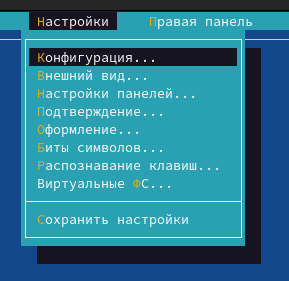 Настройки Правая панель
Конфигурация...
Внешний вид...
Настройки панелей...
Подтверждение...
Оформление...
Биты символов...
Распознавание клавиш...
Виртуальные ФС...
Сохранить настройки